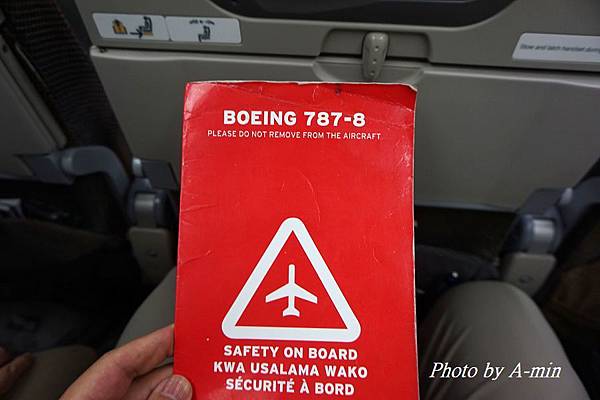 Stow and latch handset during
BOEING 787-8
PLEASE DO NOT REMOVE FROM THE AIRCRAFT.
SAFETY ON BOARD
KWA USALAMA WAKO
SÉCURITÉ À BORD
Photo by A-min